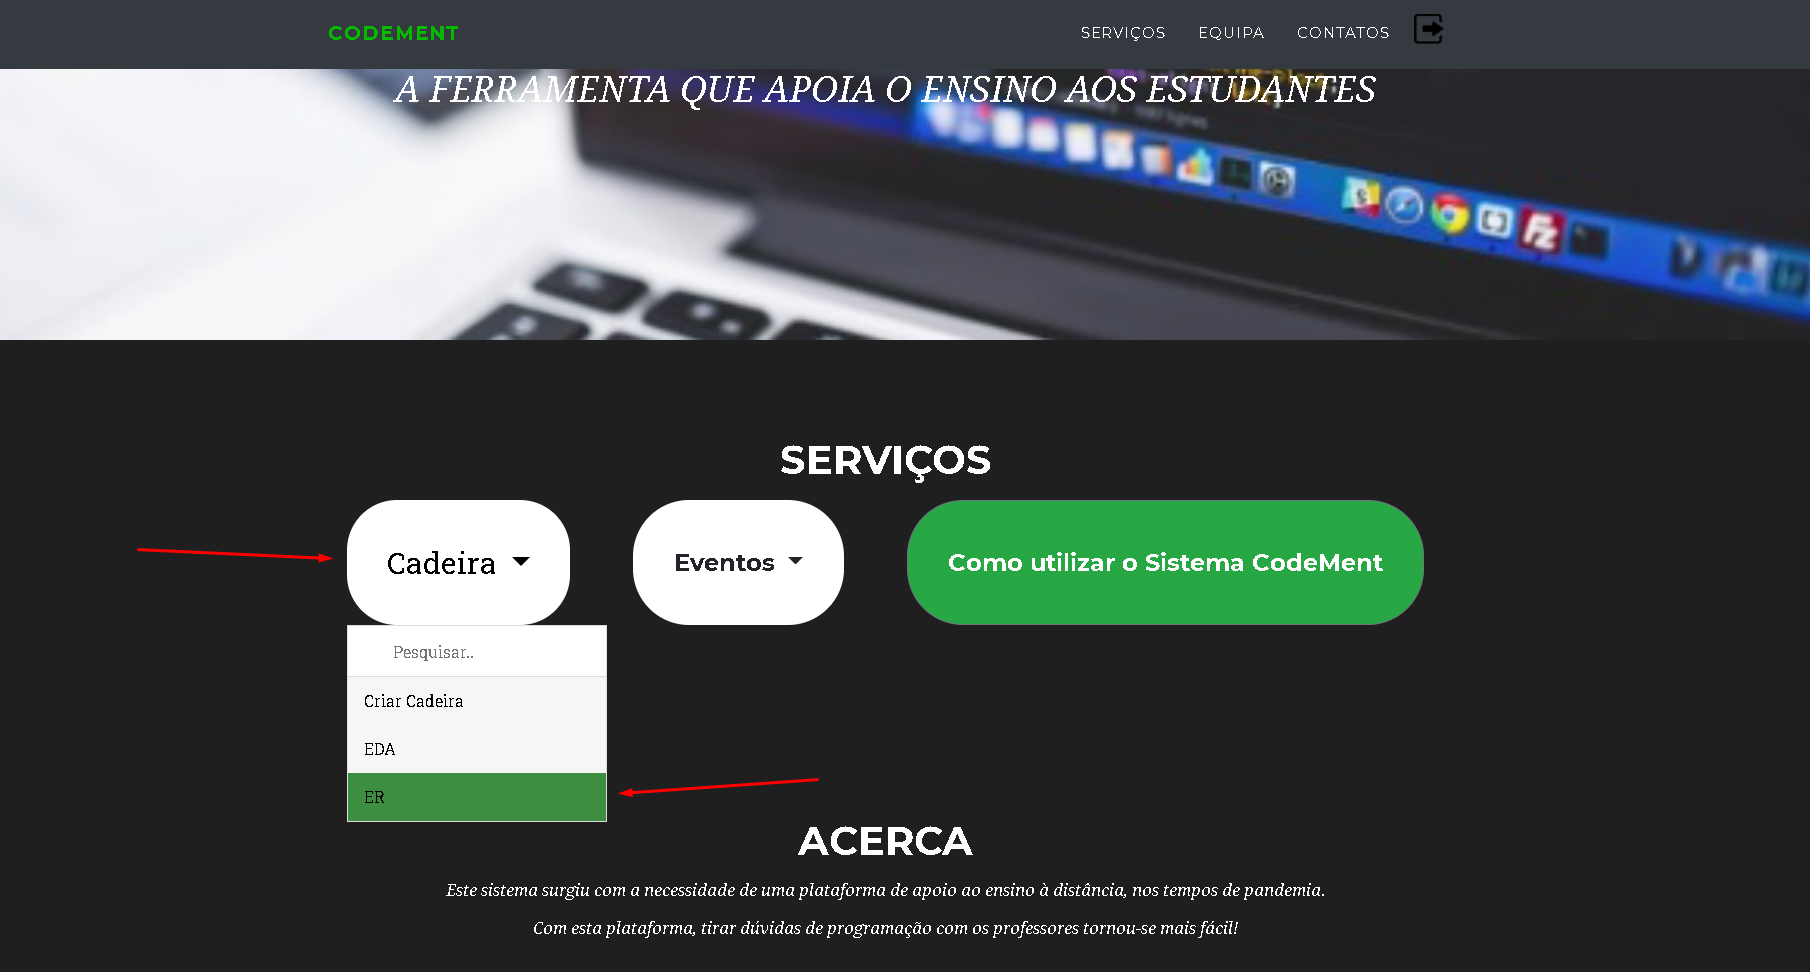 CODEMENT
SERVIÇOS EQUIPA CONTATOS
A FERRAMENTA QUE APOIA O ENSINO AOS ESTUDANTES
SERVIÇOS
Cadeira
Eventos
Como utilizar o Sistema CodeMent
Pesquisar..
Criar Cadeira
EDA
ER
ACERCA
Este sistema surgiu com a necessidade de uma plataforma de apoio ao ensino à distância, nos tempos de pandemia.
Com esta plataforma, tirar dúvidas de programação com os professores tornou-se mais fácil!